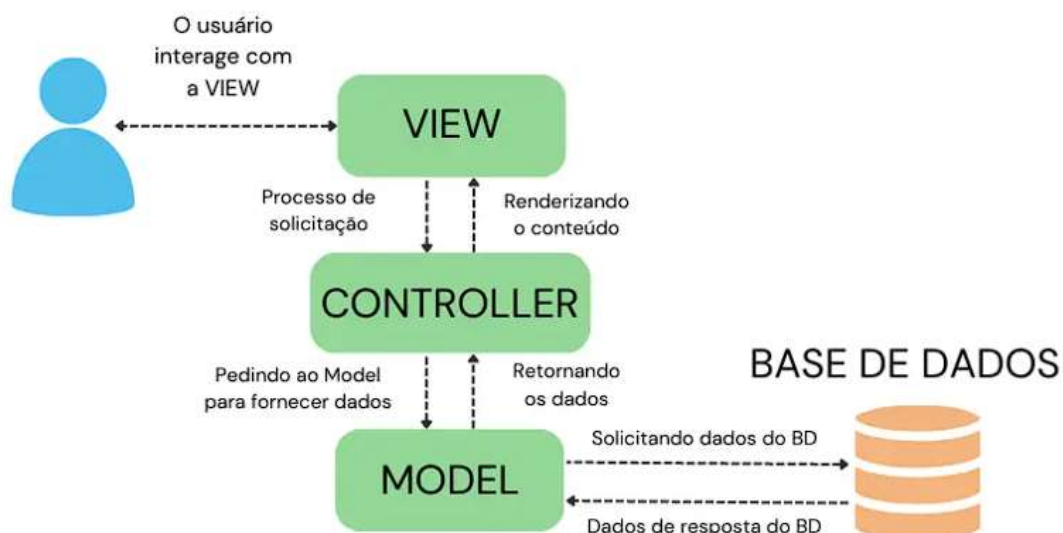 O usuário
interage com
a VIEW
VIEW
Processo de
solicitação
Renderizando
o conteúdo
CONTROLLER
Pedindo ao Model
para fornecer dados
Retornando
os dados
BASE DE DADOS
MODEL
Solicitando dados do BD
Dados de resposta do BD